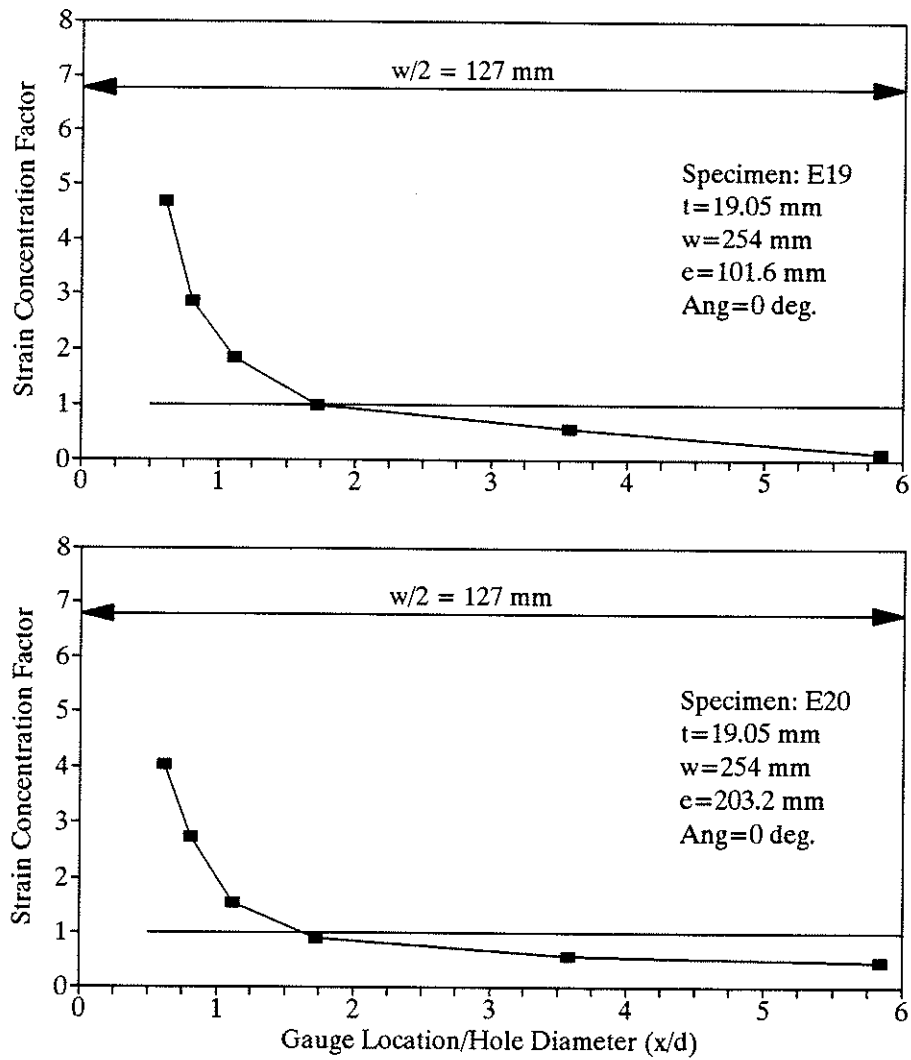 8
7
6
5
4
3
2
1
0
Strain Concentration Factor
w/2 = 127 mm
Specimen: E19
t=19.05 mm
w=254 mm
e=101.6 mm
Ang=0 deg.
0 1 2 3 4 5 6
8
7
6
5
4
3
2
1
0
Strain Concentration Factor
w/2 = 127 mm
Specimen: E20
t=19.05 mm
w=254 mm
e=203.2 mm
Ang=0 deg.
0 1 2 3 4 5 6
Gauge Location/Hole Diameter (x/d)